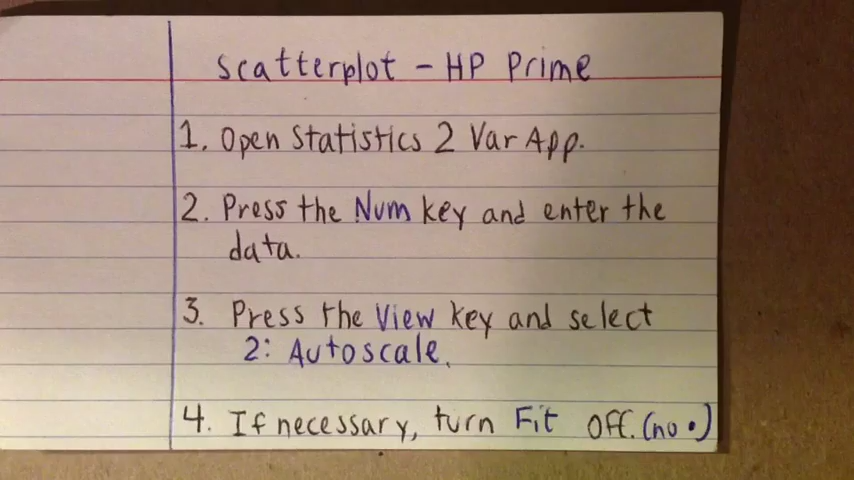 Scatterplot - HP Prime
1. Open Statistics 2 Var App.
2. Press the Num key and enter the
data.
3. Press the View key and select
2: Autoscale.
4. If necessary, turn Fit Off. (no •)